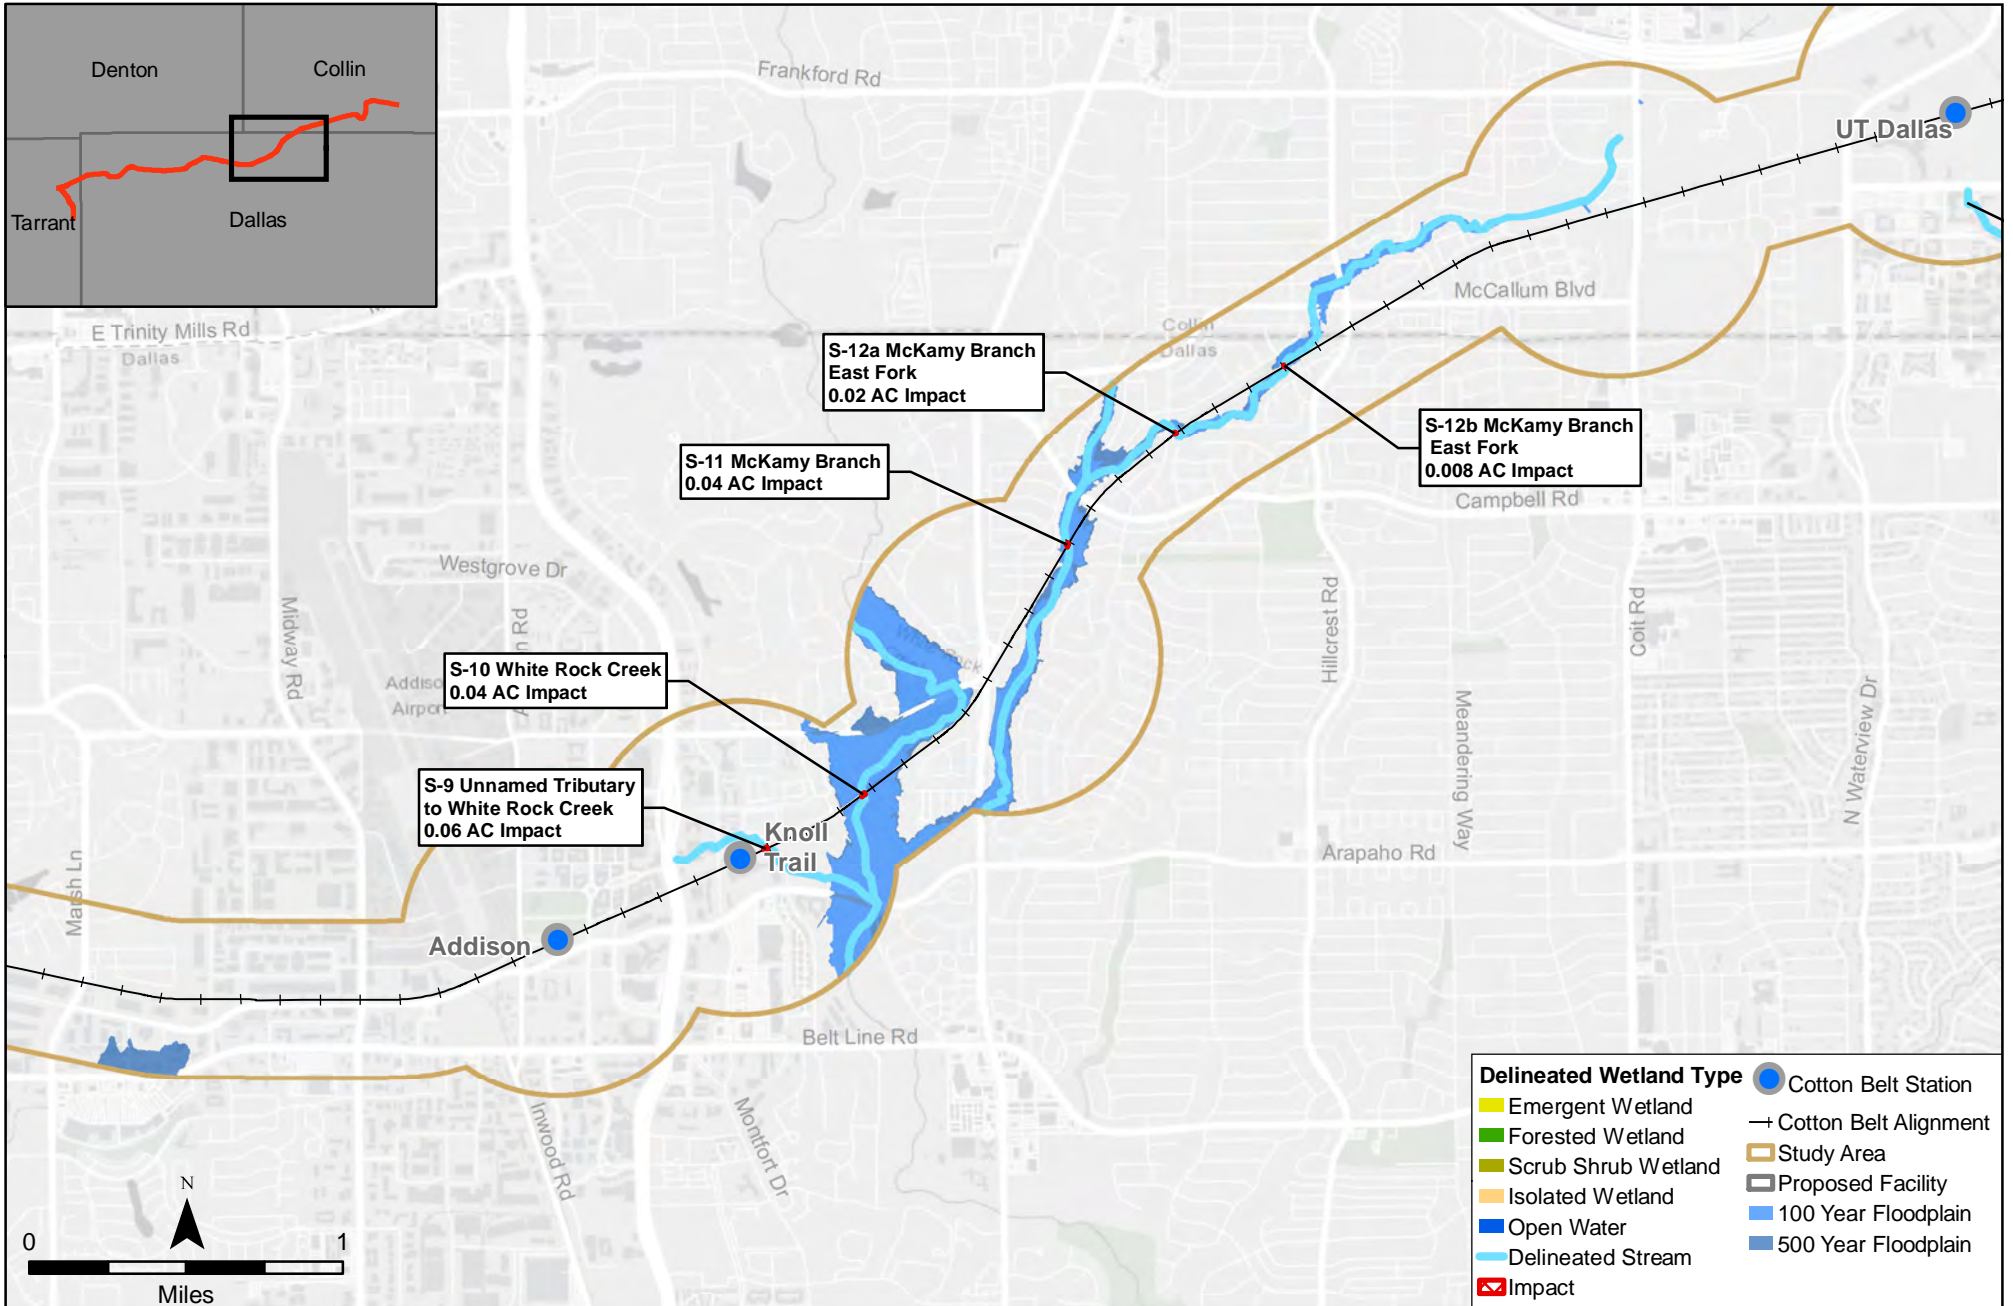 Denton
Collin
Tarrant
Dallas
Frankford Rd
UT Dallas
E Trinity Mills Rd
Dallas
McCallum Blvd
Collin
Dallas
S-12a McKamy Branch
East Fork
0.02 AC Impact
S-12b McKamy Branch
East Fork
0.008 AC Impact
S-11 McKamy Branch
0.04 AC Impact
Campbell Rd
Westgrove Dr
Midway Rd
Hillcrest Rd
Coit Rd
S-10 White Rock Creek
0.04 AC Impact
Airport
Meandering Way
N Waterview Dr
S-9 Unnamed Tributary
to White Rock Creek
0.06 AC Impact
Knoll
Trail
Arapaho Rd
Marsh Ln
Addison
Belt Line Rd
Inwood Rd
Montfort Dr
N
0 1
Miles
Delineated Wetland Type
Emergent Wetland
Forested Wetland
Scrub Shrub Wetland
Isolated Wetland
Open Water
Delineated Stream
Impact
Cotton Belt Station
Cotton Belt Alignment
Study Area
Proposed Facility
100 Year Floodplain
500 Year Floodplain